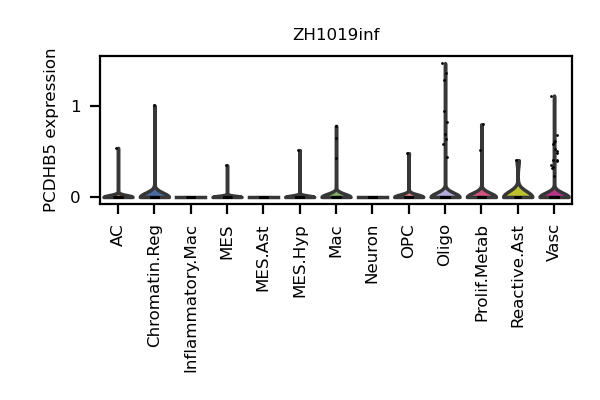 ZH1019inf
PCDHB5 expression
1
0
AC
Chromatin.Reg
Inflammatory.Mac
MES
MES.Ast
MES.Hyp
Mac
Neuron
OPC
Oligo
Prolif.Metab
Reactive.Ast
Vasc